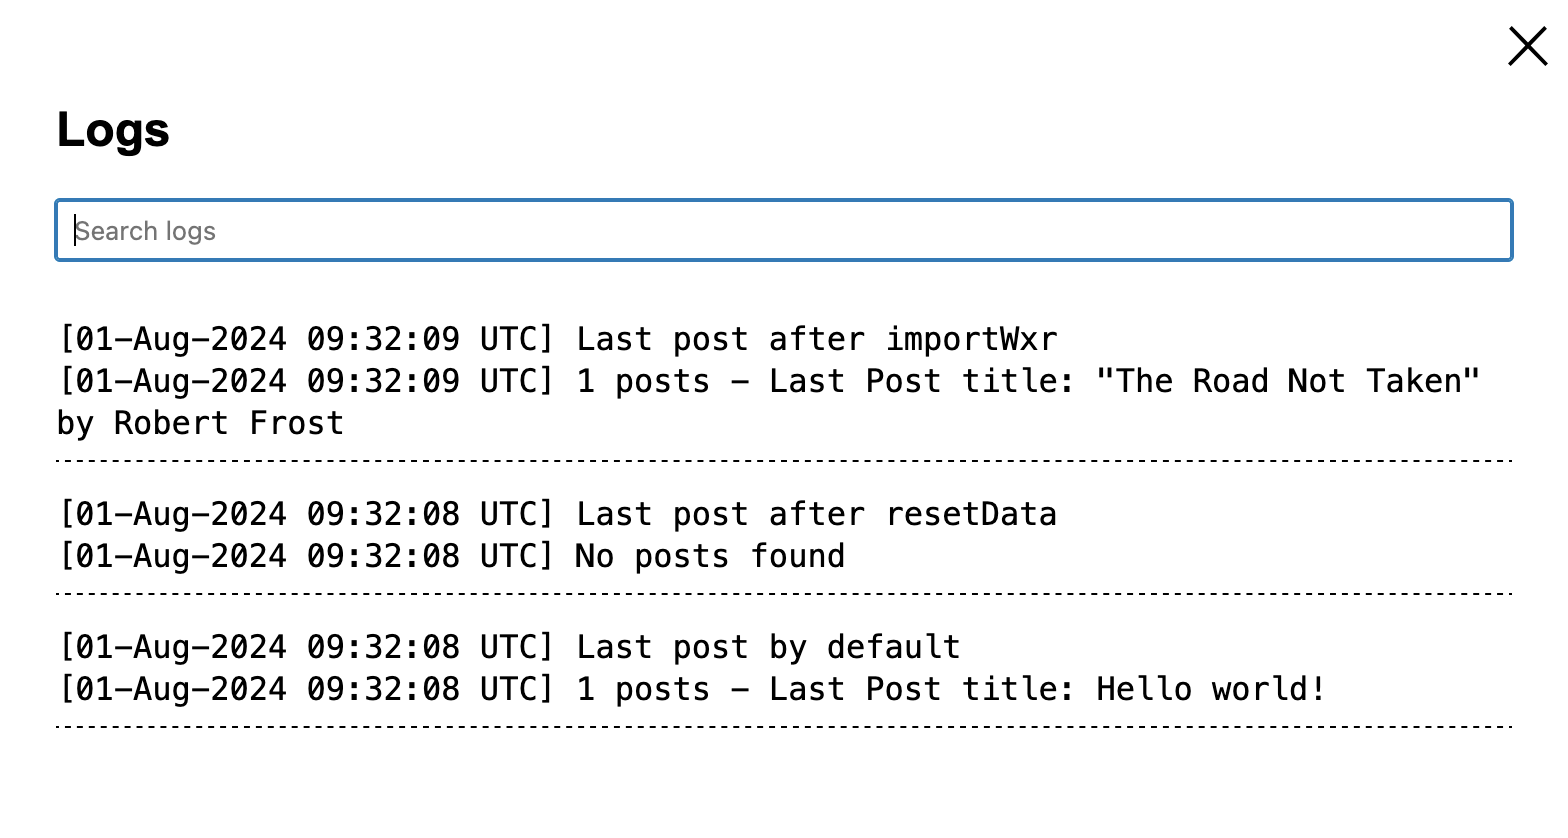 Logs
Search logs
[01-Aug-2024 09:32:09 UTC] Last post after importWxr
[01-Aug-2024 09:32:09 UTC] 1 posts - Last Post title: "The Road Not Taken"
by Robert Frost
[01-Aug-2024 09:32:08 UTC] Last post after resetData
[01-Aug-2024 09:32:08 UTC] No posts found
[01-Aug-2024 09:32:08 UTC] Last post by default
[01-Aug-2024 09:32:08 UTC] 1 posts - Last Post title: Hello world!